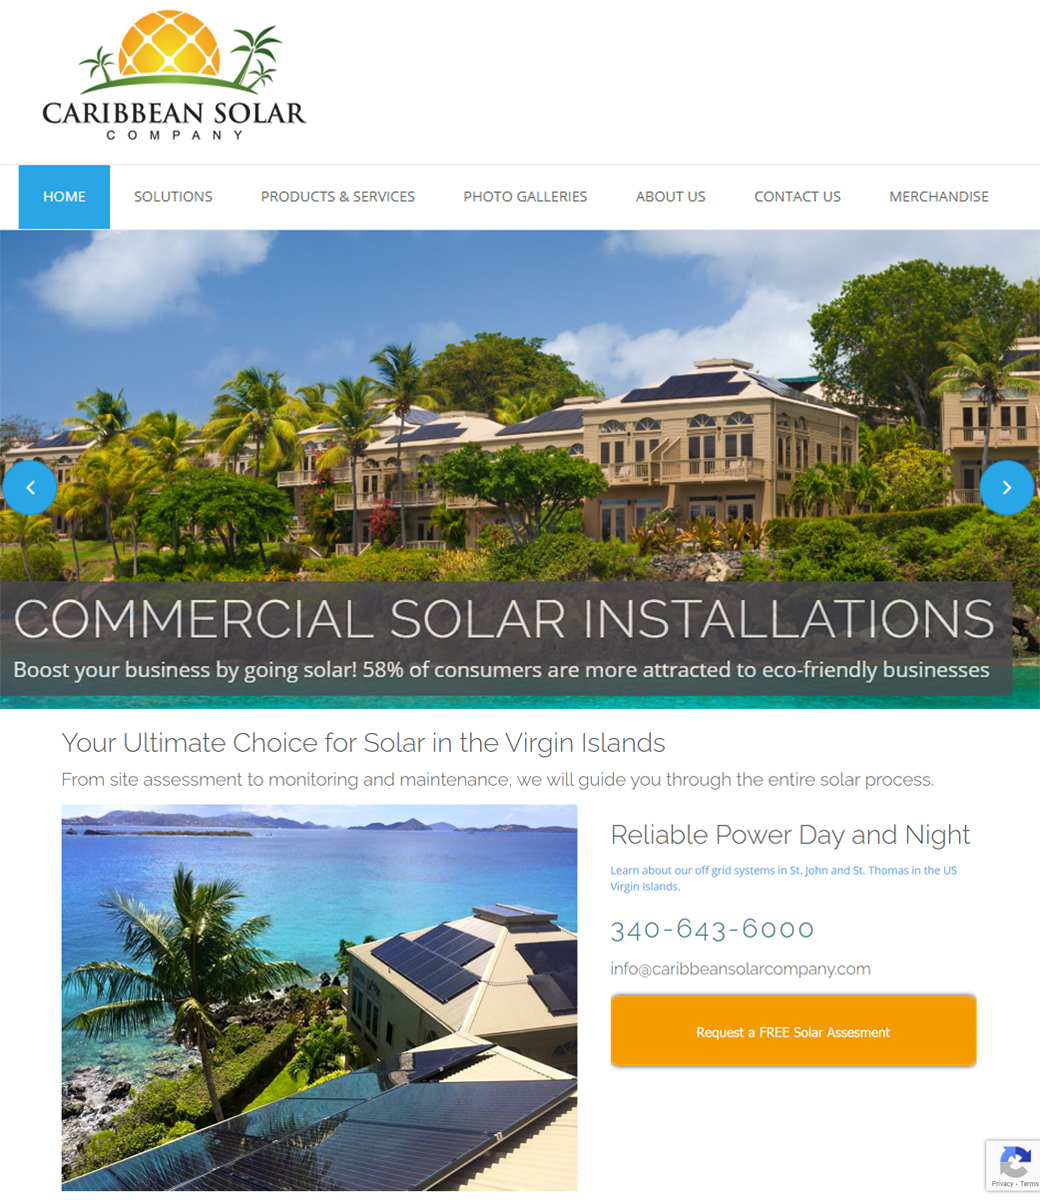 CARIBBEAN SOLAR
COMPANY
HOME SOLUTIONS PRODUCTS & SERVICES PHOTO GALLERIES ABOUT US CONTACT US MERCHANDISE
COMMERCIAL SOLAR INSTALLATIONS
Boost your business by going solar! 58% of consumers are more attracted to eco-friendly businesses
Your Ultimate Choice for Solar in the Virgin Islands
From site assessment to monitoring and maintenance, we will guide you through the entire solar process.
Reliable Power Day and Night
Learn about our off grid systems in St. John and St. Thomas in the US
Virgin Islands.
340-643-6000
info@caribbeansolarcompany.com
Request a FREE Solar Assesment
Privacy - Terms